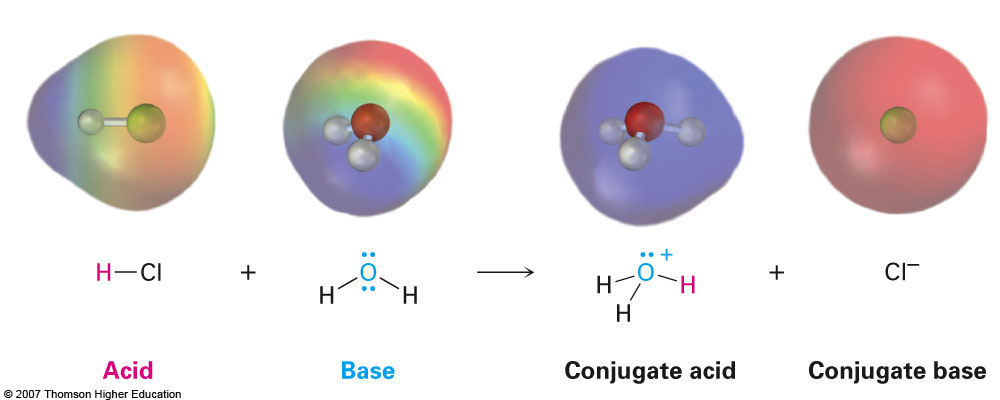 H—Cl + H Ö: H → H Ö⁺ H H + Cl⁻
Acid Base Conjugate acid Conjugate base
© 2007 Thomson Higher Education